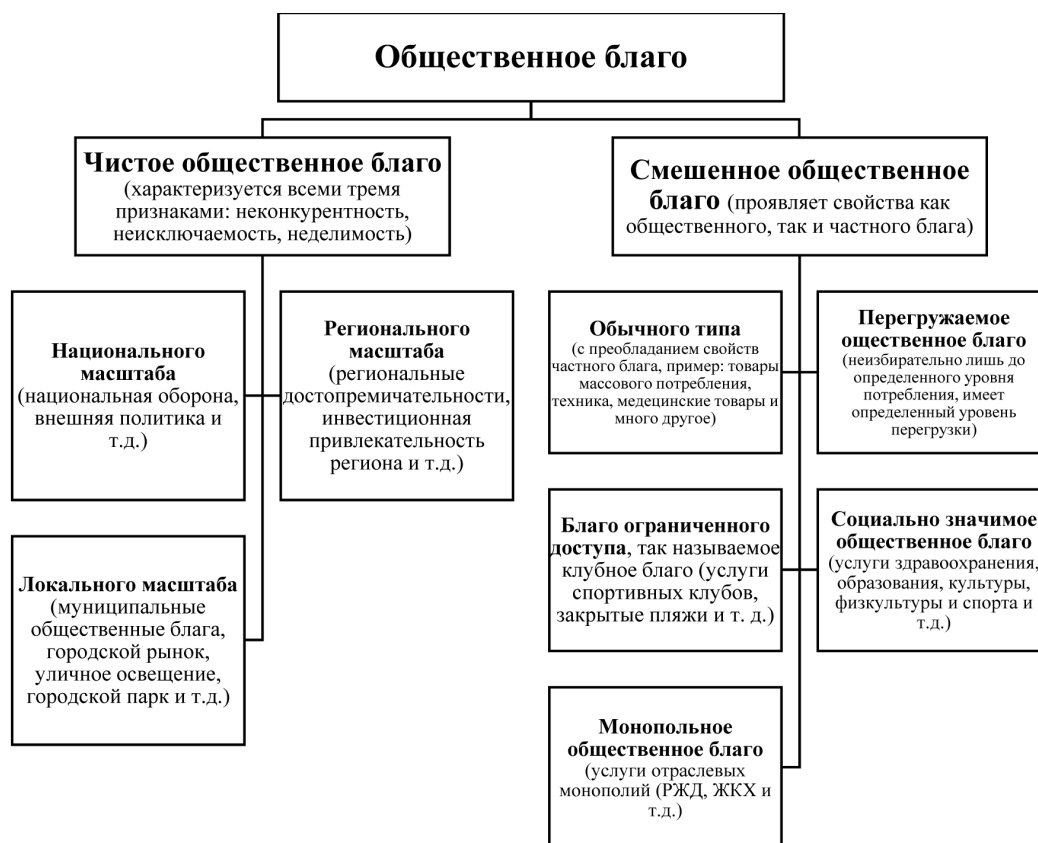 Общественное благо
Чистое общественное благо
(характеризуется всеми тремя
признаками: неконкурентность,
неисключаемость, неделимость)
Смешенное общественное
благо (проявляет свойства как
общественного, так и частного блага)
Национального
масштаба
(национальная оборона,
внешняя политика и
т.д.)
Регионального
масштаба
(региональные
достопремичательности,
инвестиционная
привлекательность
региона и т.д.)
Обычного типа
(с преобладанием свойств
частного блага, пример: товары
массового потребления,
техника, медецинские товары и
много другое)
Перегружаемое
ощественное благо
(неизбирательно лишь до
определенного уровня
потребления, имеет
определенный уровень
перегрузки)
Локального масштаба
(муниципальные
общественные блага,
городской рынок,
уличное освещение,
городской парк и т.д.)
Благо ограниченного
доступа, так называемое
клубное благо (услуги
спортивных клубов,
закрытые пляжи и т. д.)
Социально значимое
общественное благо
(услуги здравоохранения,
образования, культуры,
физкультуры и спорта и
т.д.)
Монопольное
общественное благо
(услуги отраслевых
монополий (РЖД, ЖКХ и
т.д.)